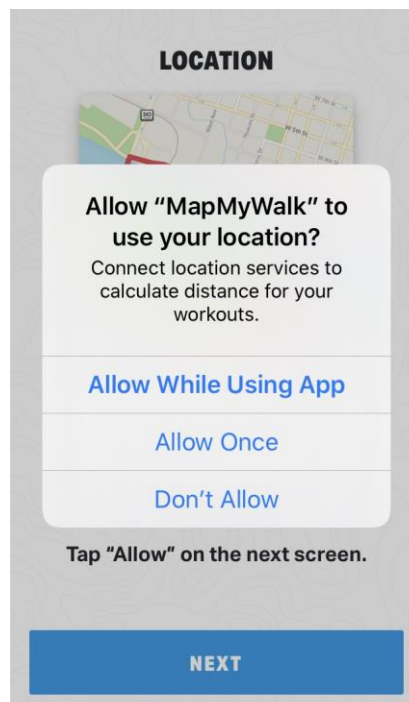 LOCATION
Allow “MapMyWalk” to
use your location?
Connect location services to
calculate distance for your
workouts.
Allow While Using App
Allow Once
Don’t Allow
Tap “Allow” on the next screen.
NEXT